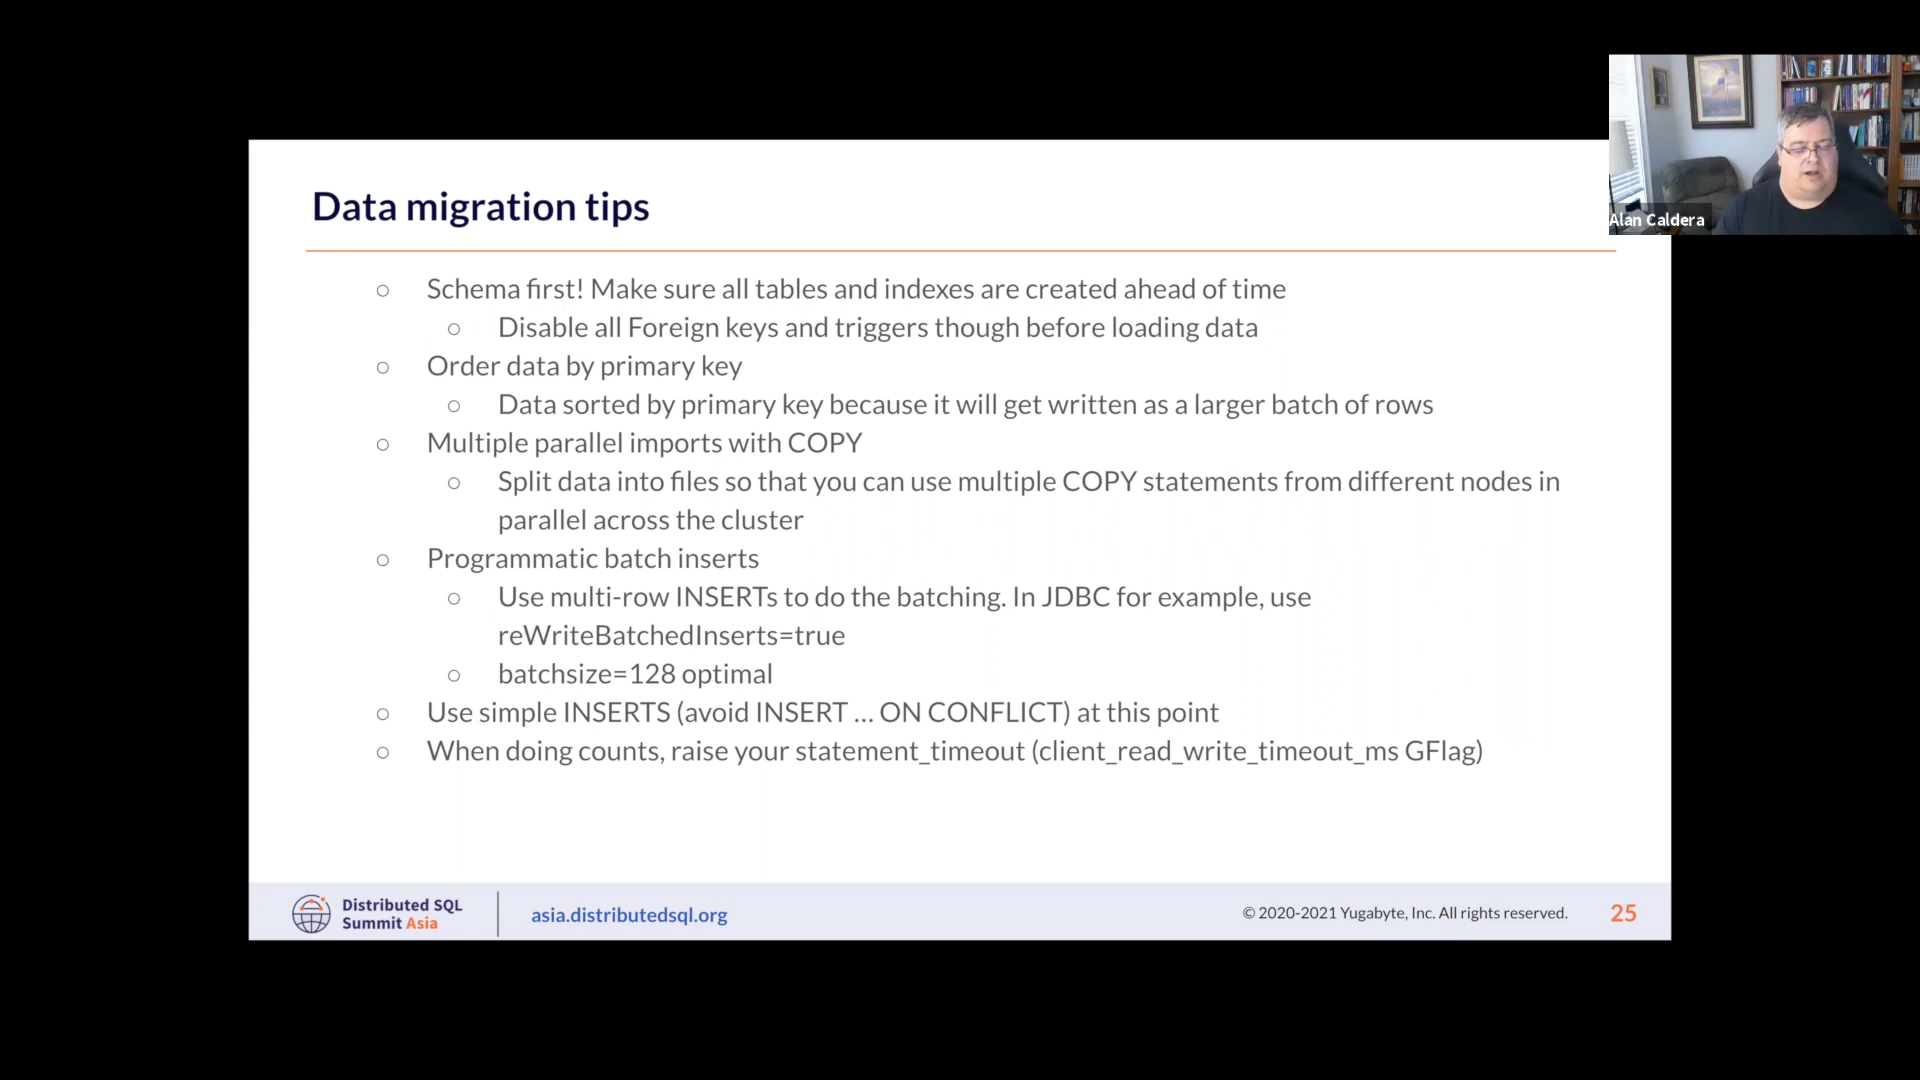 Data migration tips
Schema first! Make sure all tables and indexes are created ahead of time
Disable all Foreign keys and triggers though before loading data
Order data by primary key
Data sorted by primary key because it will get written as a larger batch of rows
Multiple parallel imports with COPY
Split data into files so that you can use multiple COPY statements from different nodes in
parallel across the cluster
Programmatic batch inserts
Use multi-row INSERTs to do the batching. In JDBC for example, use
reWriteBatchedInserts=true
batchsize=128 optimal
Use simple INSERTS (avoid INSERT ... ON CONFLICT) at this point
When doing counts, raise your statement_timeout (client_read_write_timeout_ms GFlag)
Alan Caldera
Distributed SQL
Summit Asia
asia.distributedsql.org
© 2020-2021 Yugabyte, Inc. All rights reserved.
25